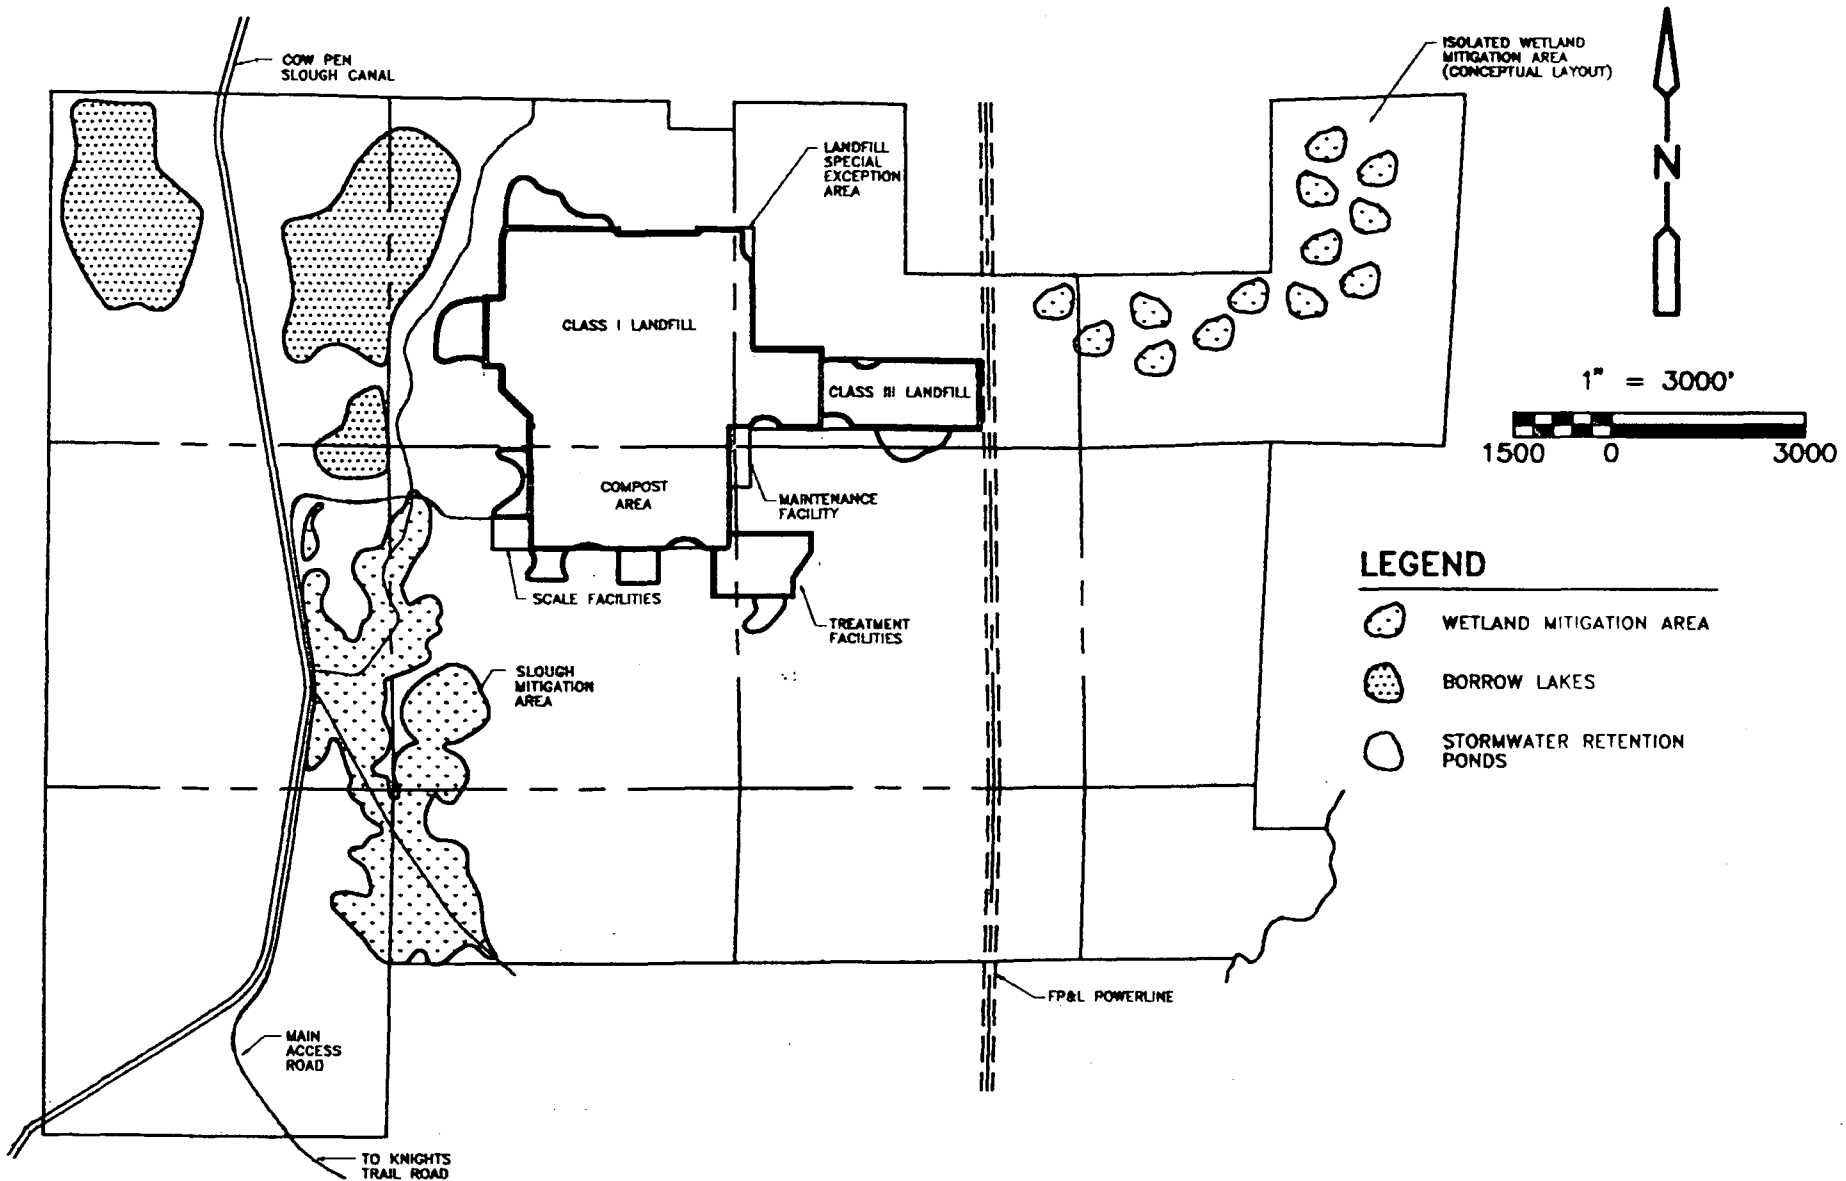 COW PEN
SLOUGH CANAL
ISOLATED WETLAND
MITIGATION AREA
(CONCEPTUAL LAYOUT)
LANDFILL
SPECIAL
EXCEPTION
AREA
N
CLASS I LANDFILL
CLASS III LANDFILL
1" = 3000'
1500 0 3000
COMPOST
AREA
MAINTENANCE
FACILITY
SCALE FACILITIES
TREATMENT
FACILITIES
SLOUGH
MITIGATION
AREA
LEGEND
WETLAND MITIGATION AREA
BORROW LAKES
STORMWATER RETENTION
PONDS
FP&L POWERLINE
MAIN
ACCESS
ROAD
TO KNIGHTS
TRAIL ROAD